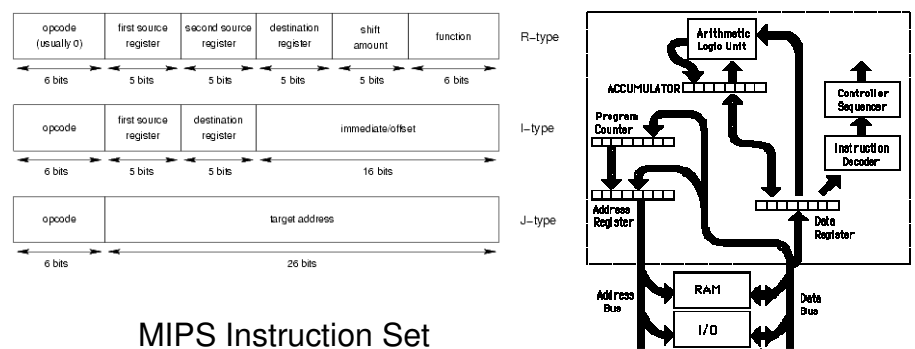 opcode
(usually 0)
first source
register
second source
register
destination
register
shift
amount
function
R-type
6 bits
5 bits
5 bits
5 bits
5 bits
6 bits
opcode
first source
register
destination
register
immediate/offset
I-type
6 bits
5 bits
5 bits
16 bits
opcode
target address
J-type
6 bits
26 bits
MIPS Instruction Set
Arithmetic
Logic Unit
ACCUMULATOR
Controller
Sequencer
Program
Counter
Instruction
Decoder
Address
Register
Data
Register
Address
Bus
RAM
Data
Bus
I/O